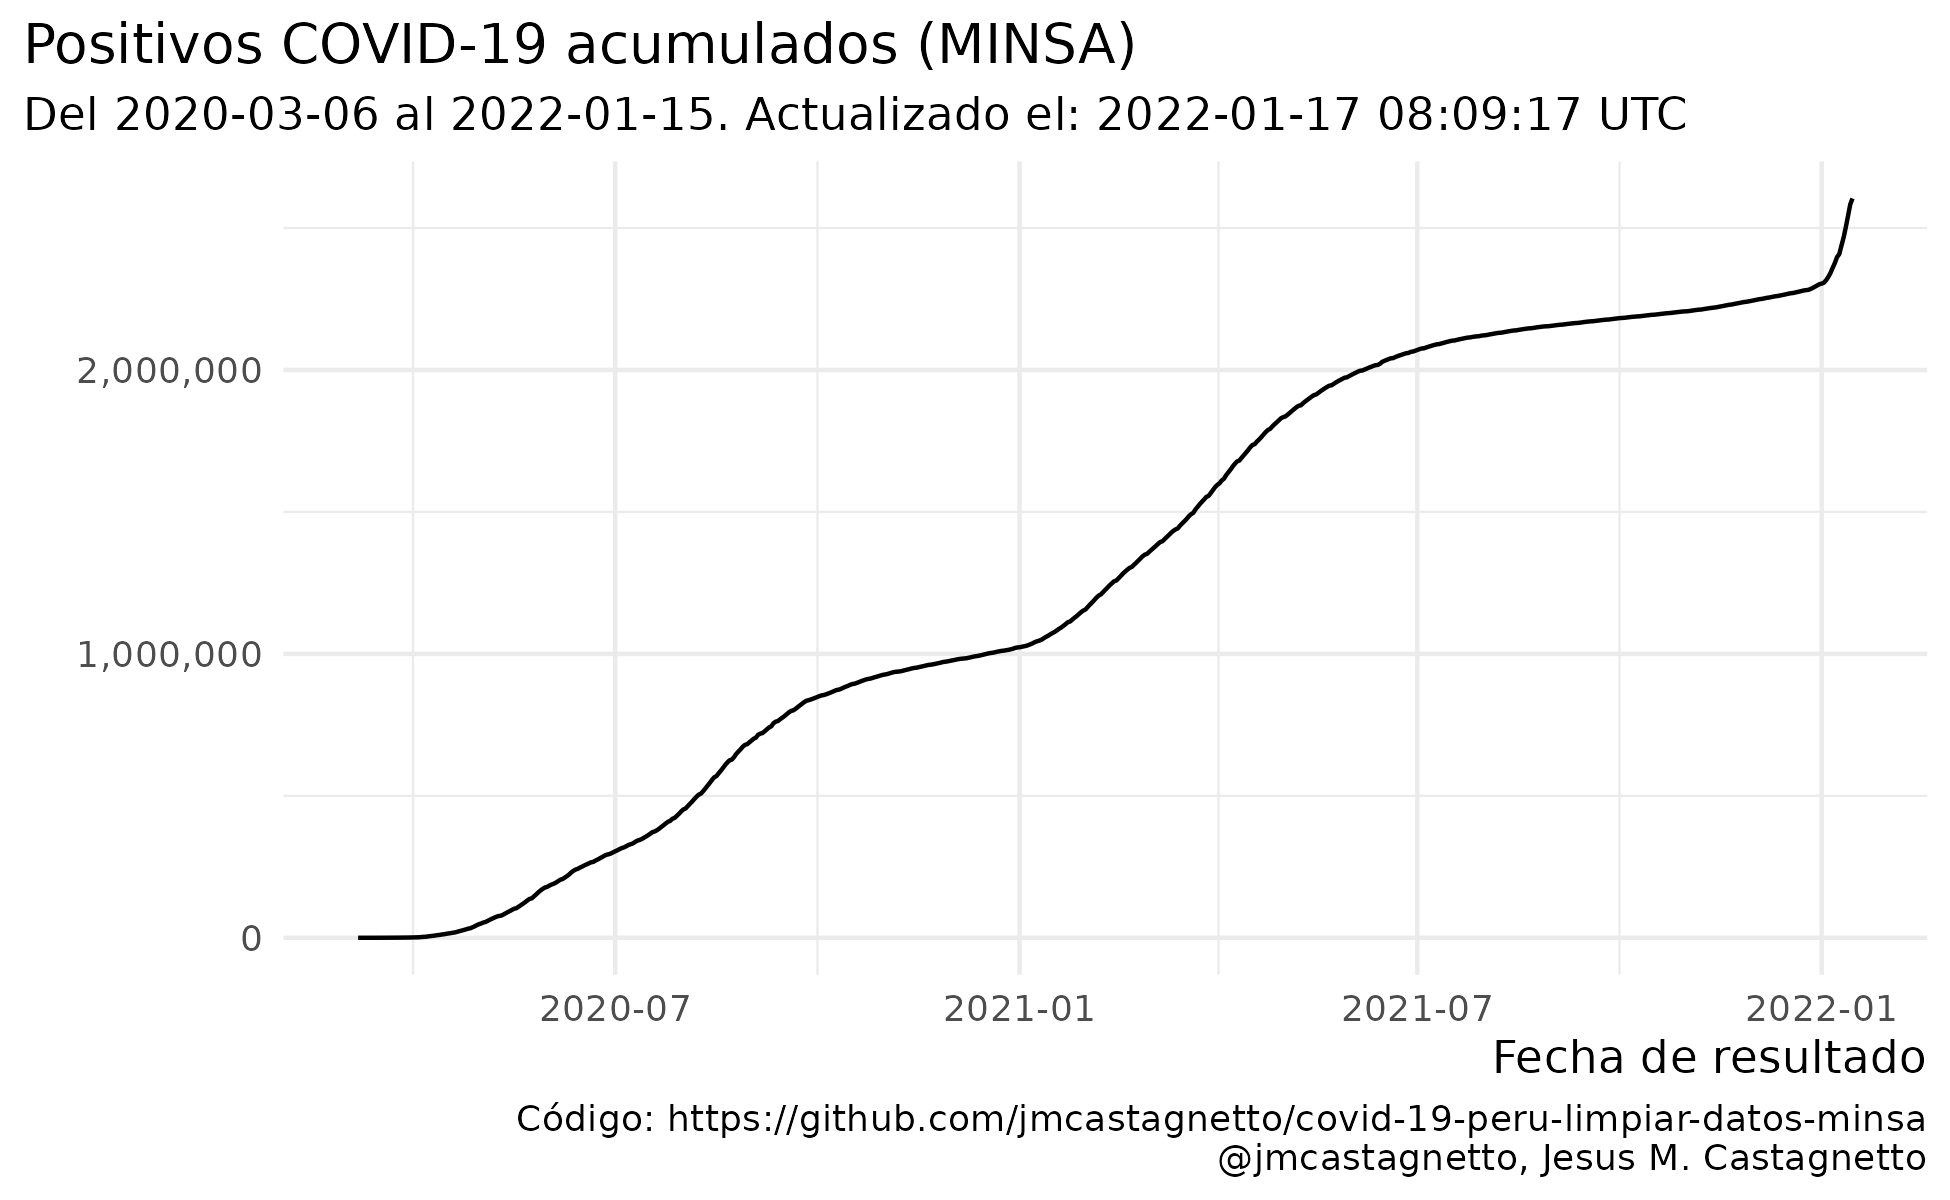 Positivos COVID-19 acumulados (MINSA)
Del 2020-03-06 al 2022-01-15. Actualizado el: 2022-01-17 08:09:17 UTC
2,000,000
1,000,000
0
2020-07 2021-01 2021-07 2022-01
Fecha de resultado
Código: https://github.com/jmcastagnetto/covid-19-peru-limpiar-datos-minsa
@jmcastagnetto, Jesus M. Castagnetto